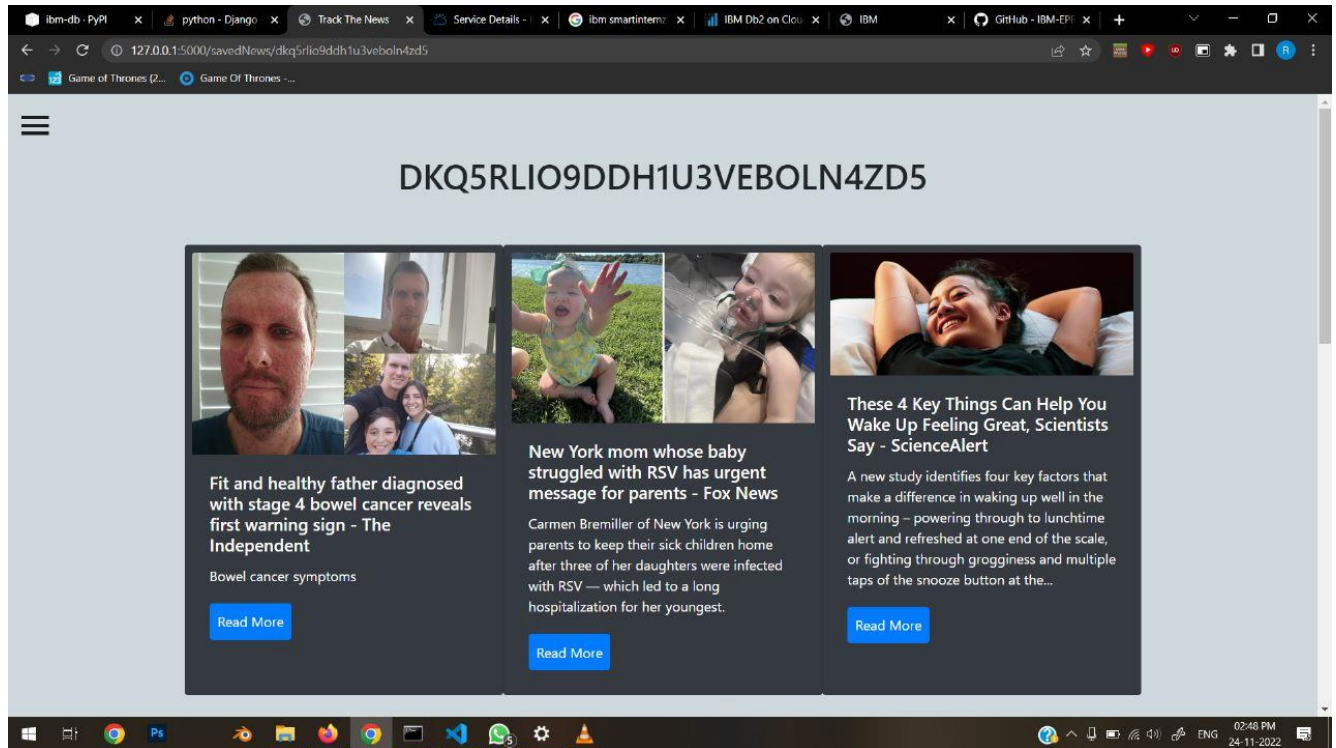 ibm-db · PyPI
python - Django
Track The News
Service Details -
ibm smartinternz
IBM Db2 on Clou
IBM
GitHub - IBM-EPI
127.0.0.1:5000/savedNews/dkq5rlio9ddh1u3veboln4zd5
R
123 Game of Thrones (2...
Game Of Thrones -...
DKQ5RLIO9DDH1U3VEBOLN4ZD5
Fit and healthy father diagnosed
with stage 4 bowel cancer reveals
first warning sign - The
Independent
Bowel cancer symptoms
Read More
New York mom whose baby
struggled with RSV has urgent
message for parents - Fox News
Carmen Bremiller of New York is urging
parents to keep their sick children home
after three of her daughters were infected
with RSV — which led to a long
hospitalization for her youngest.
Read More
These 4 Key Things Can Help You
Wake Up Feeling Great, Scientists
Say - ScienceAlert
A new study identifies four key factors that
make a difference in waking up well in the
morning – powering through to lunchtime
alert and refreshed at one end of the scale,
or fighting through grogginess and multiple
taps of the snooze button at the...
Read More
Ps
5
ENG
02:48 PM
24-11-2022